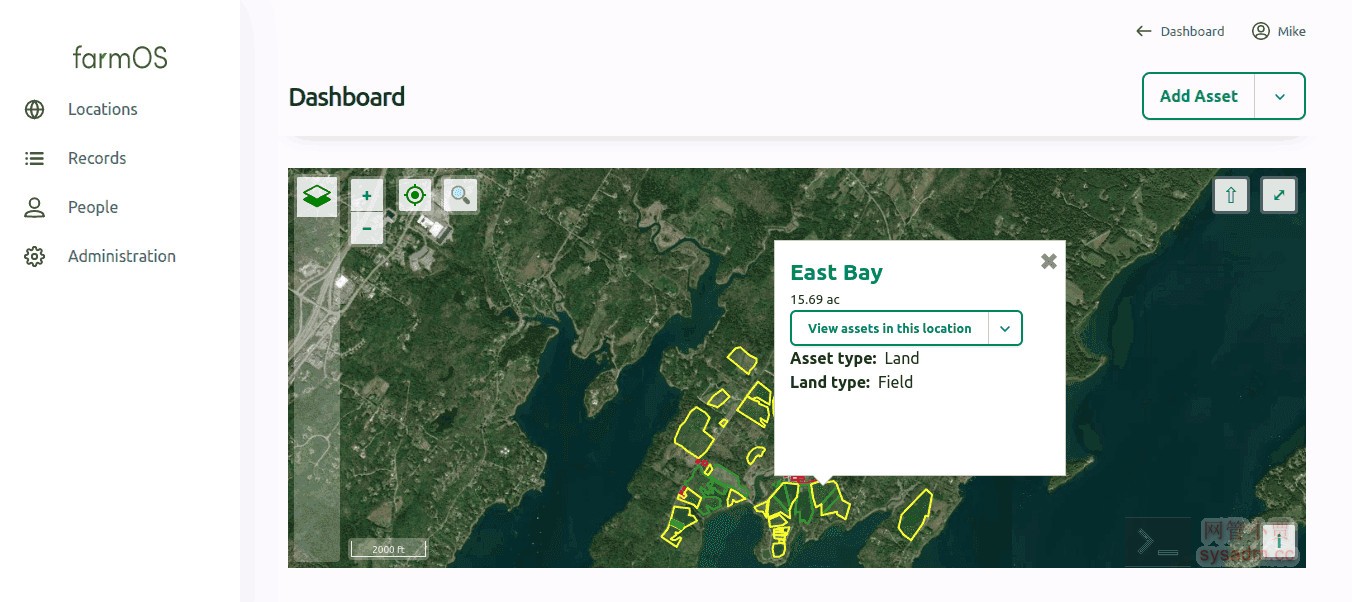 farmOS
Locations
Records
People
Administration
Dashboard
Mike
Dashboard
Add Asset
East Bay
15.69 ac
View assets in this location
Asset type: Land
Land type: Field
2000 ft
sysadm.cc